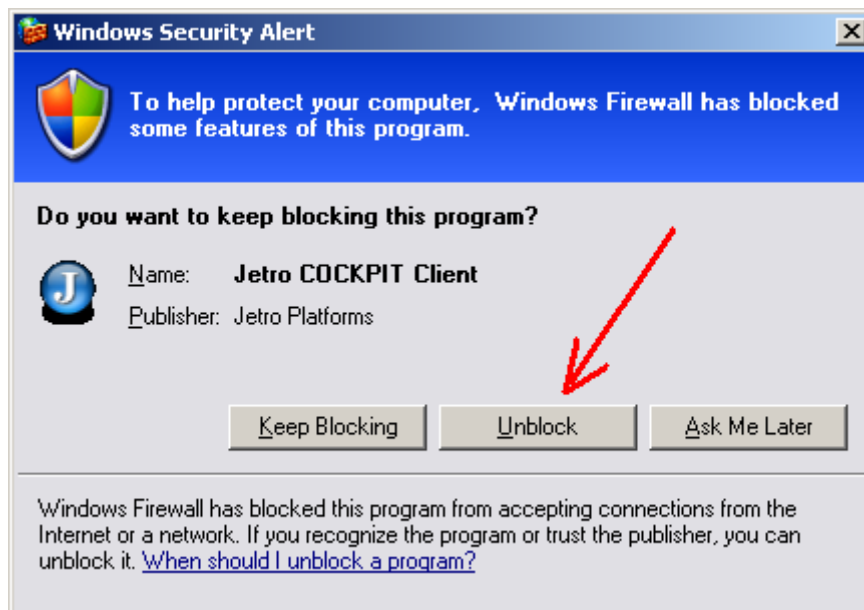 Windows Security Alert
To help protect your computer, Windows Firewall has blocked
some features of this program.
Do you want to keep blocking this program?
Name: Jetro COCKPIT Client
Publisher: Jetro Platforms
Keep Blocking Unblock Ask Me Later
Windows Firewall has blocked this program from accepting connections from the
Internet or a network. If you recognize the program or trust the publisher, you can
unblock it. When should I unblock a program?
J